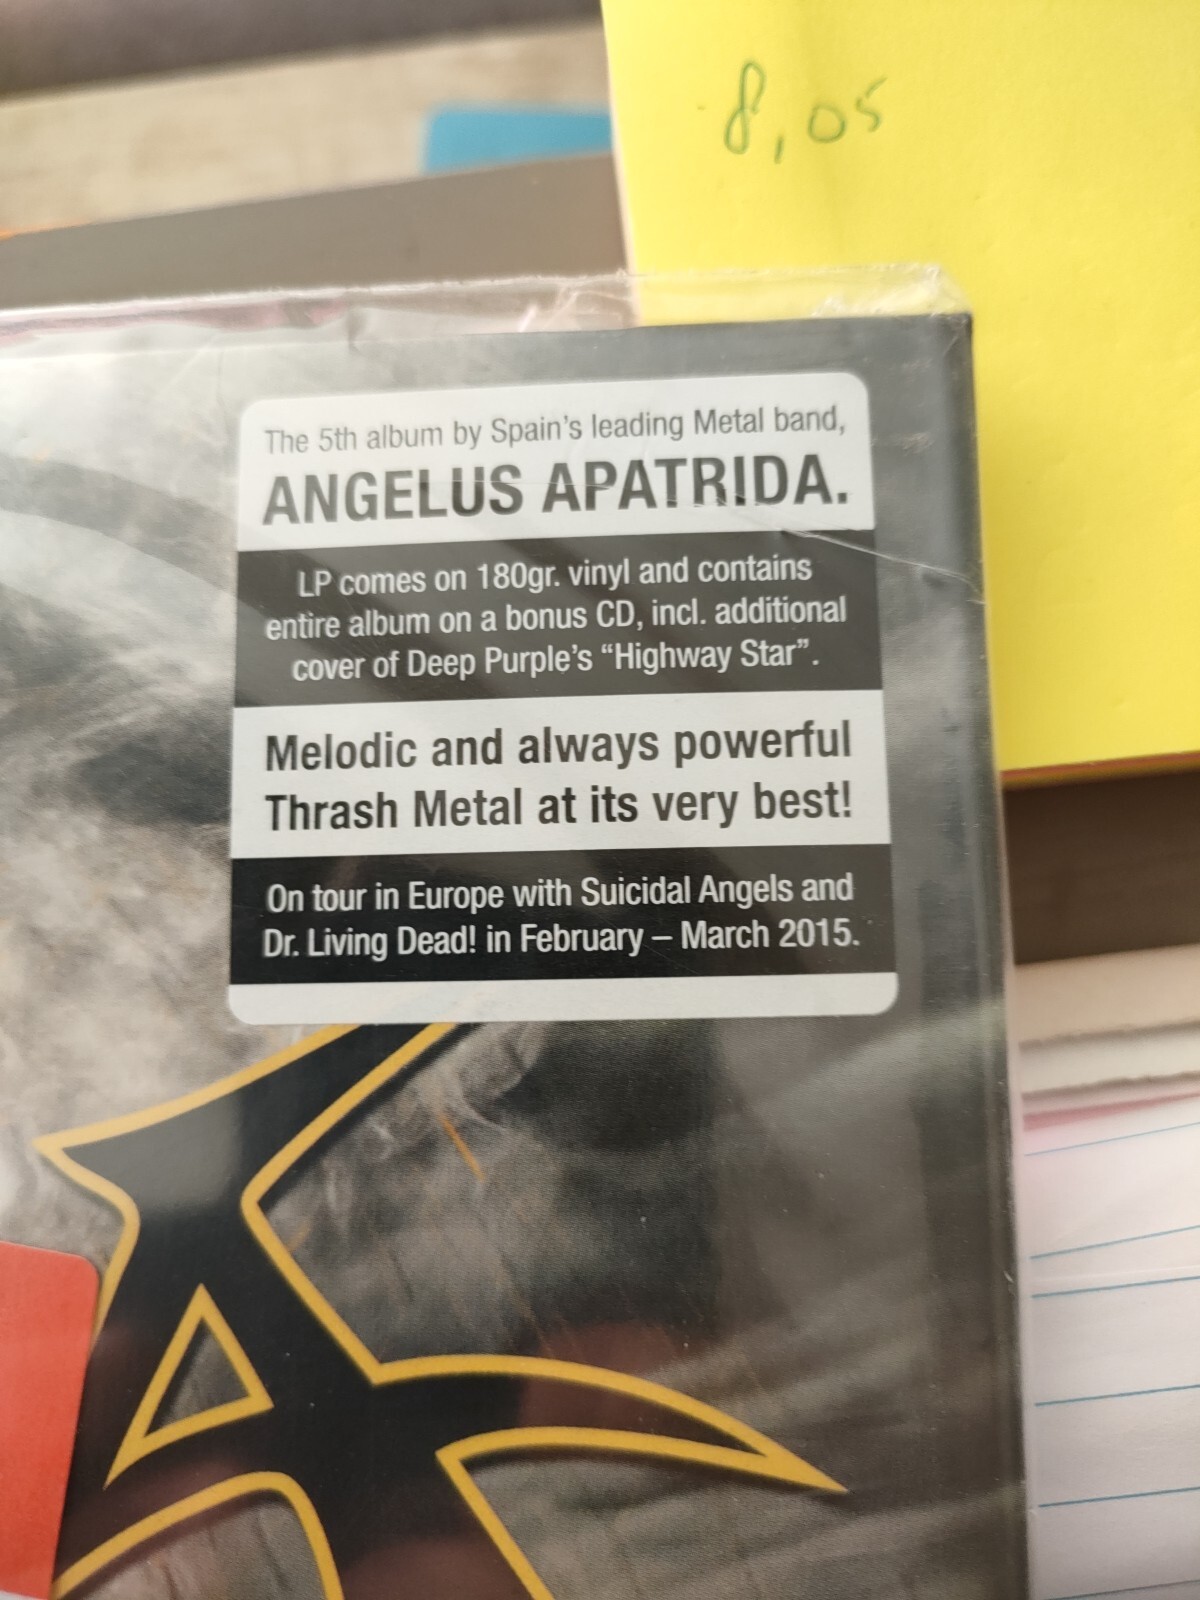 8,05
The 5th album by Spain's leading Metal band,
ANGELUS APATRIDA.
LP comes on 180gr. vinyl and contains
entire album on a bonus CD, incl. additional
cover of Deep Purple's “Highway Star”.
Melodic and always powerful
Thrash Metal at its very best!
On tour in Europe with Suicidal Angels and
Dr. Living Dead! in February – March 2015.